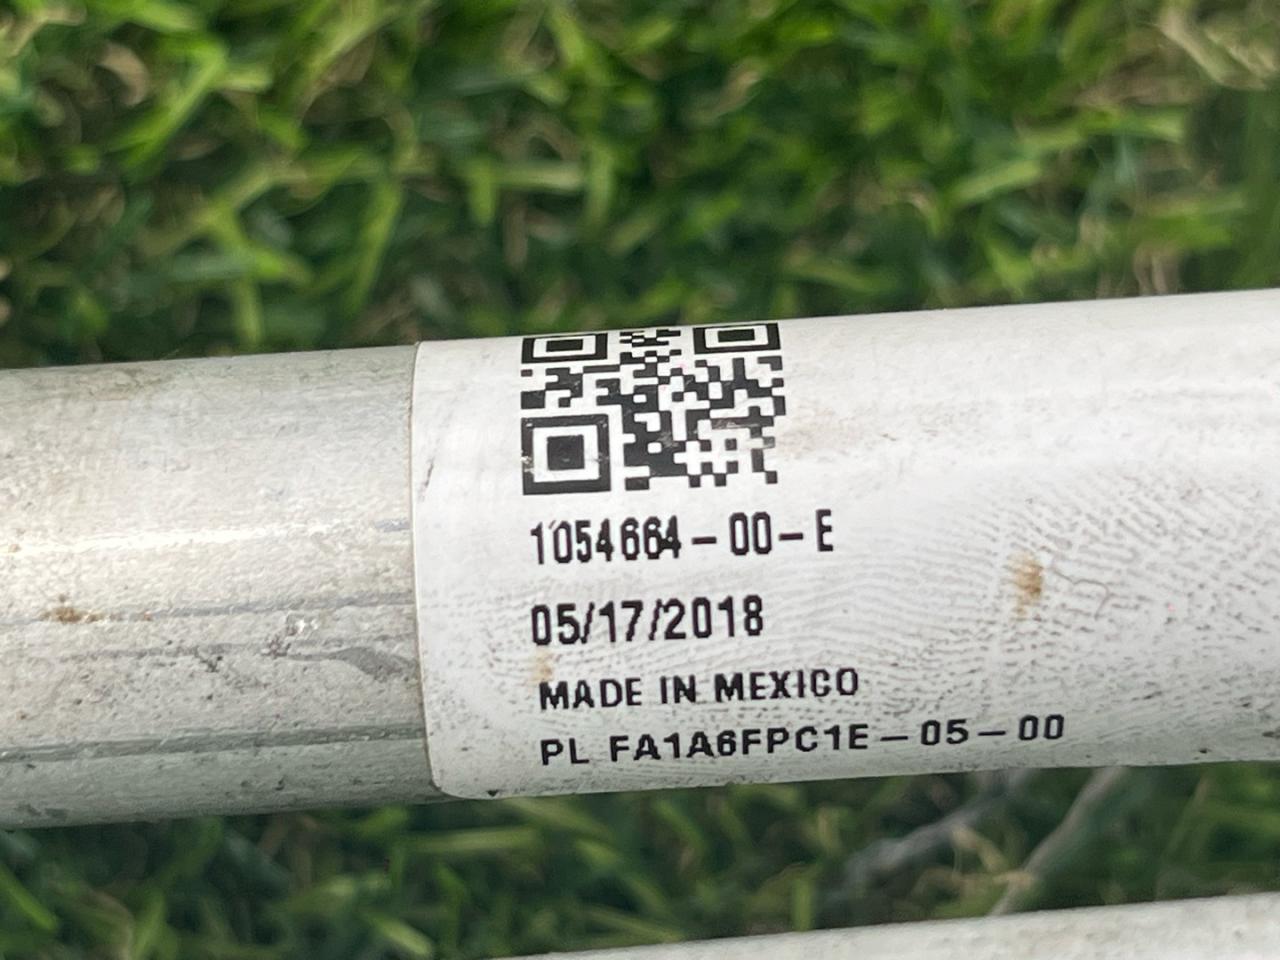 1054664-00-E
05/17/2018
MADE IN MEXICO
PL FA1A6FPC1E-05-00